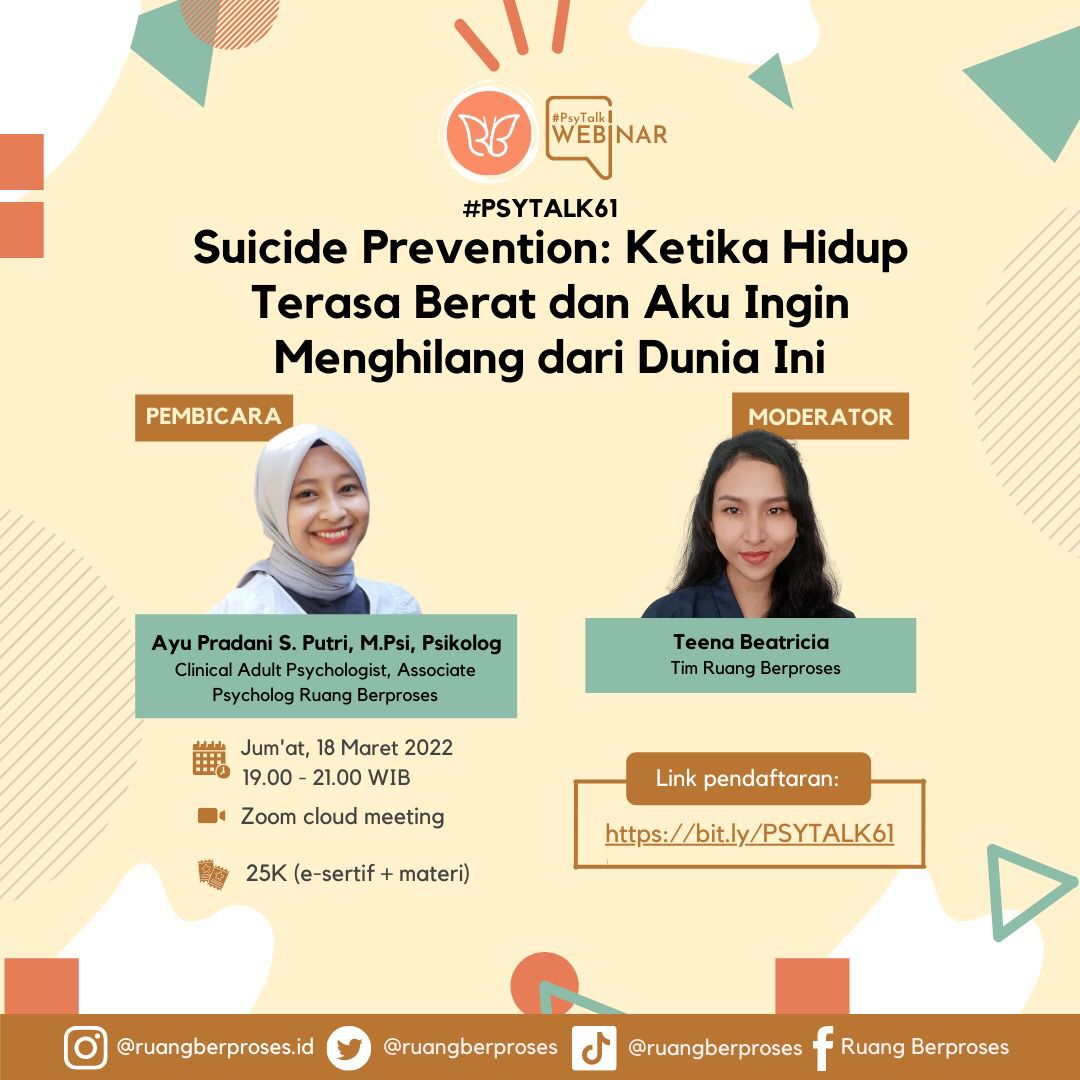 #PsyTalk
WEBINAR
#PSYTALK61
Suicide Prevention: Ketika Hidup
Terasa Berat dan Aku Ingin
Menghilang dari Dunia Ini
PEMBICARA
MODERATOR
Ayu Pradani S. Putri, M.Psi, Psikolog
Clinical Adult Psychologist, Associate
Psycholog Ruang Berproses
Teena Beatricia
Tim Ruang Berproses
Jum'at, 18 Maret 2022
19.00 - 21.00 WIB
Zoom cloud meeting
25K (e-sertif + materi)
Link pendaftaran:
https://bit.ly/PSYTALK61
@ruangberproses.id
@ruangberproses
@ruangberproses
Ruang Berproses